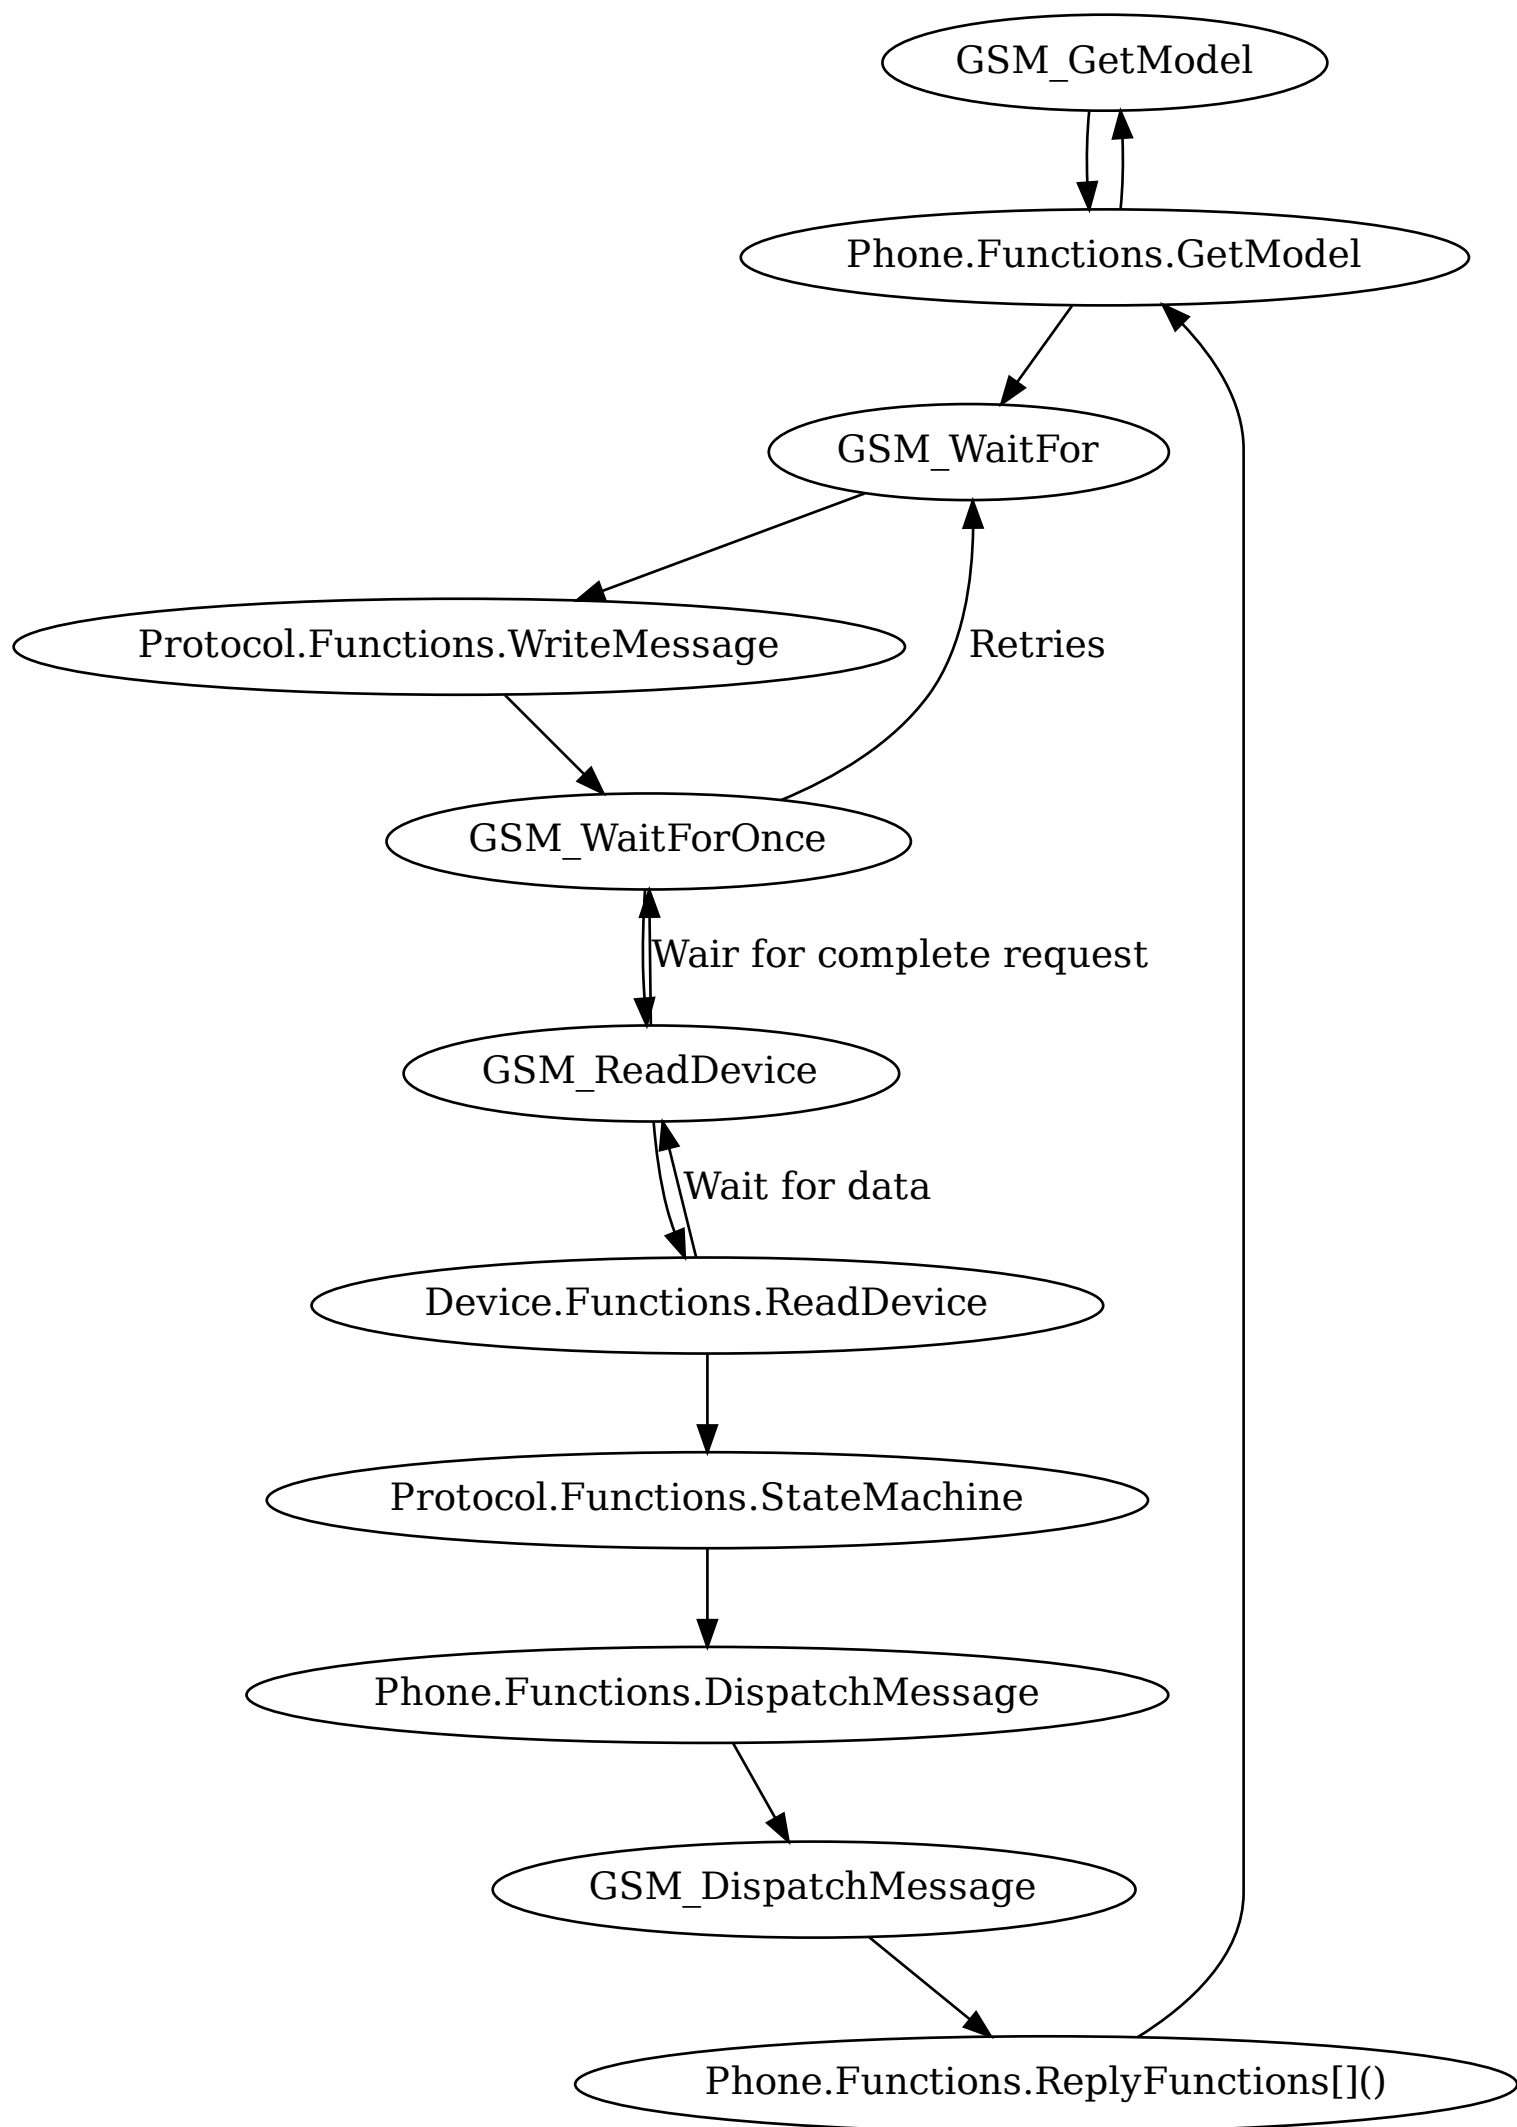 GSM_GetModel
Phone.Functions.GetModel
GSM_WaitFor
Protocol.Functions.WriteMessage
Retries
GSM_WaitForOnce
Wair for complete request
GSM_ReadDevice
Wait for data
Device.Functions.ReadDevice
Protocol.Functions.StateMachine
Phone.Functions.DispatchMessage
GSM_DispatchMessage
Phone.Functions.ReplyFunctions[]()